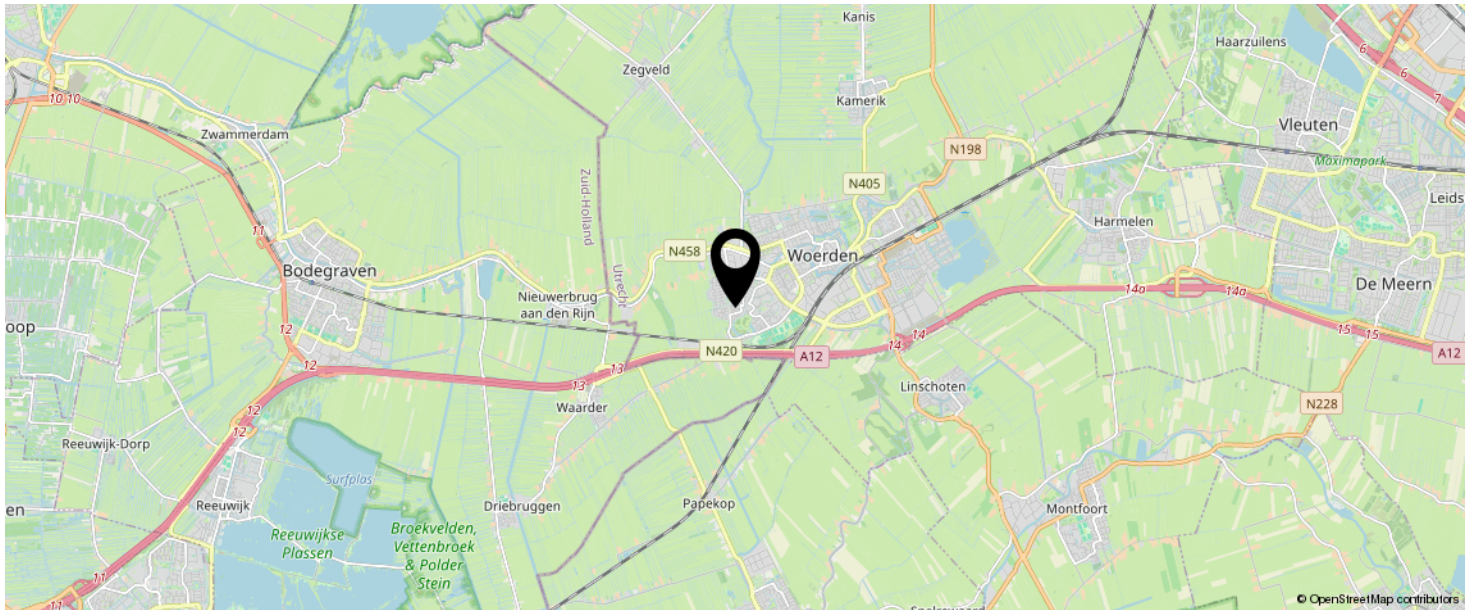 Kanis
Haarzuilens
6
6
7
Zegveld
Kamerik
10
10
Zwammerdam
Vleuten
N198
Maximapark
N405
Zuid-Holland
Leids
Harmelen
11
N458
Woerden
Bodegraven
Utrecht
De Meern
Nieuwerbrug
aan den Rijn
14a
14a
oop
12
15
15
14
14
N420
A12
A12
12
13
13
Linschoten
N228
Waarder
12
12
Reeuwijk-Dorp
Surfplas
Reeuwijk
Driebruggen
Papekop
Montfoort
en
Broekvelden,
Vettenbroek
& Polder
Stein
Reeuwijkse
Plassen
11
11
© OpenStreetMap contributors